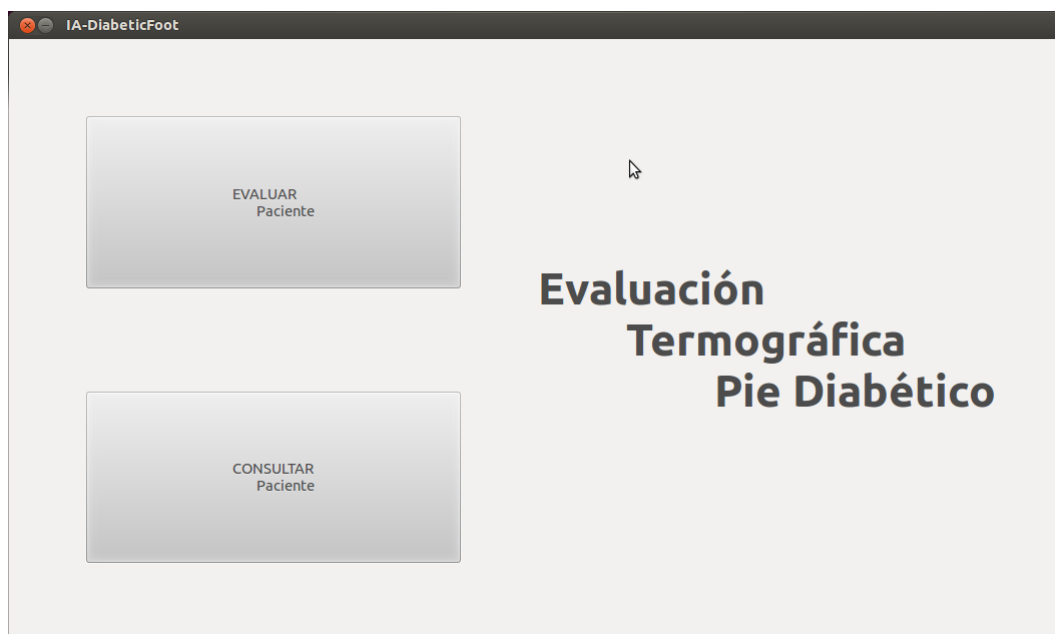 IA-DiabeticFoot
EVALUAR
Paciente
CONSULTAR
Paciente
Evaluación
Termográfica
Pie Diabético